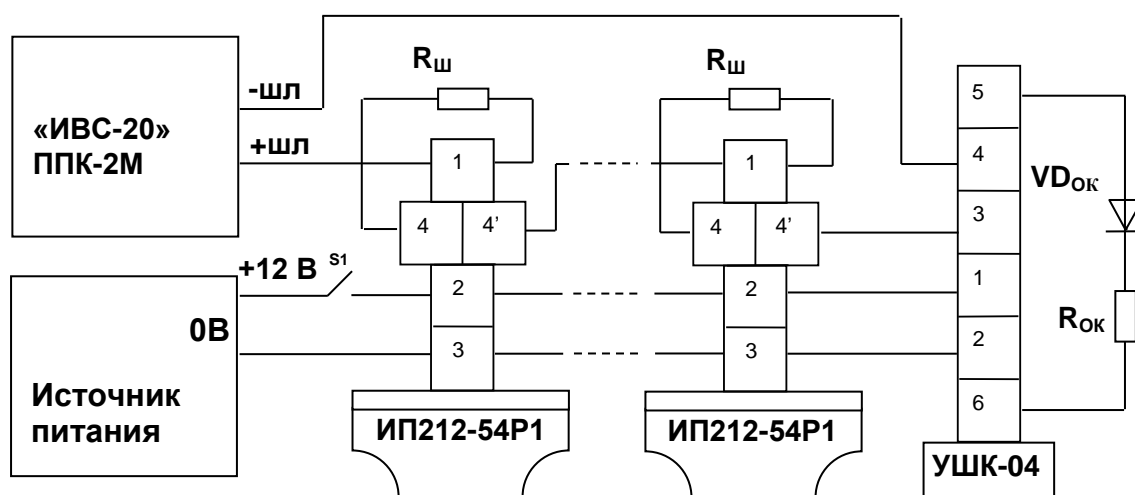 RШ
RШ
-шл
5
«ИВС-20»
ППК-2М
+шл
1
1
4
VDОК
4
4’
4
4’
3
+12 В S1
2
2
1
0В
RОК
3
3
2
Источник
питания
6
ИП212-54Р1
ИП212-54Р1
УШК-04